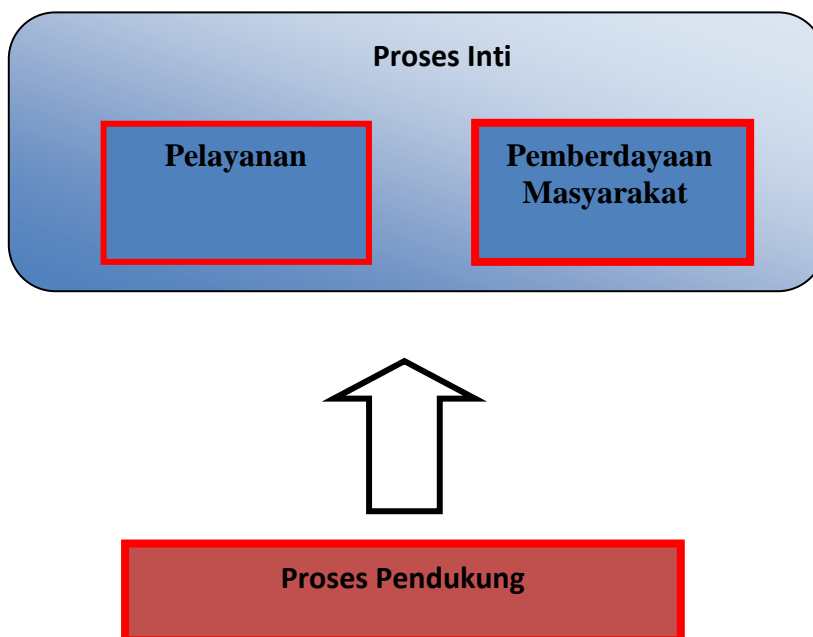 Proses Inti
Pelayanan
Pemberdayaan
Masyarakat
Proses Pendukung